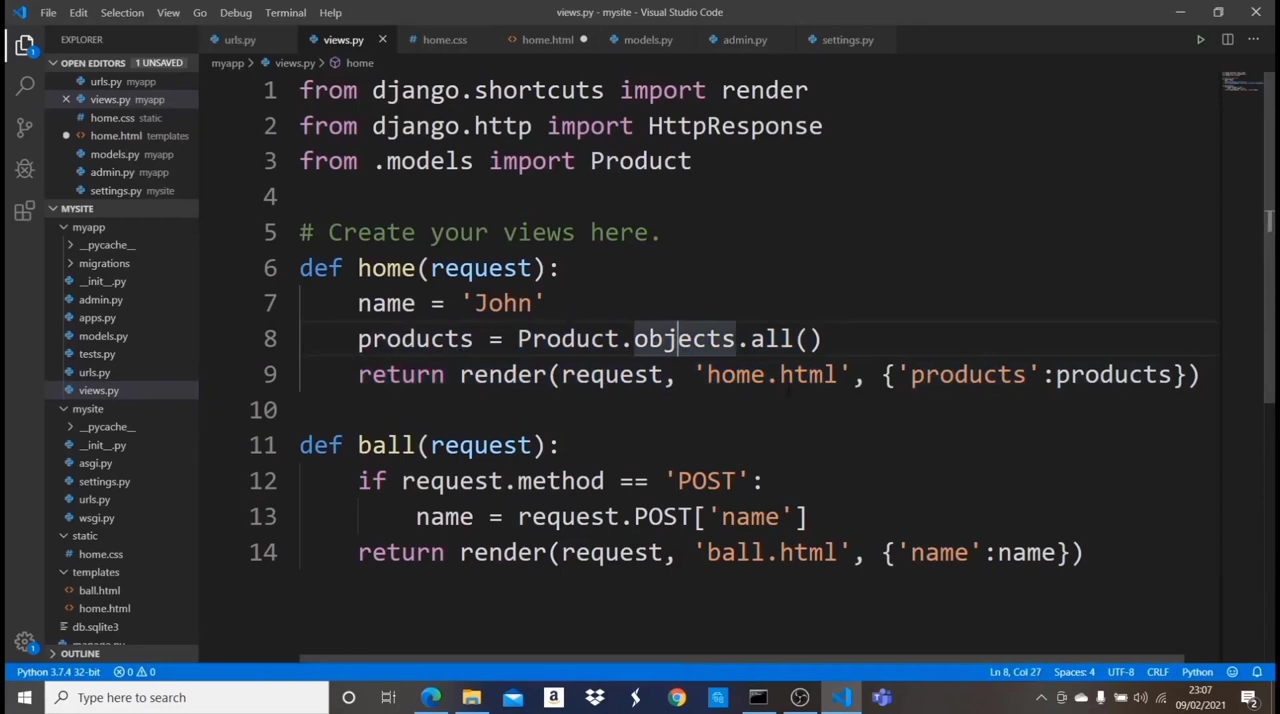 File Edit Selection View Go Debug Terminal Help
views.py - mysite - Visual Studio Code
EXPLORER
urls.py views.py home.css home.html models.py admin.py settings.py
OPEN EDITORS 1 UNSAVED
urls.py myapp
views.py myapp
home.css static
home.html templates
models.py myapp
admin.py myapp
settings.py mysite
MYSITE
myapp
__pycache__
migrations
__init__.py
admin.py
apps.py
models.py
tests.py
urls.py
views.py
mysite
__pycache__
__init__.py
asgi.py
settings.py
urls.py
wsgi.py
static
home.css
templates
ball.html
home.html
db.sqlite3
manage.py
OUTLINE
myapp > views.py > home
1 from django.shortcuts import render
2 from django.http import HttpResponse
3 from .models import Product
4
5 # Create your views here.
6 def home(request):
7 name = 'John'
8 products = Product.objects.all()
9 return render(request, 'home.html', {'products':products})
10
11 def ball(request):
12 if request.method == 'POST':
13 name = request.POST['name']
14 return render(request, 'ball.html', {'name':name})
1
1
Python 3.7.4 32-bit 0 0 Ln 8, Col 27 Spaces: 4 UTF-8 CRLF Python
Type here to search
23:07
09/02/2021
2